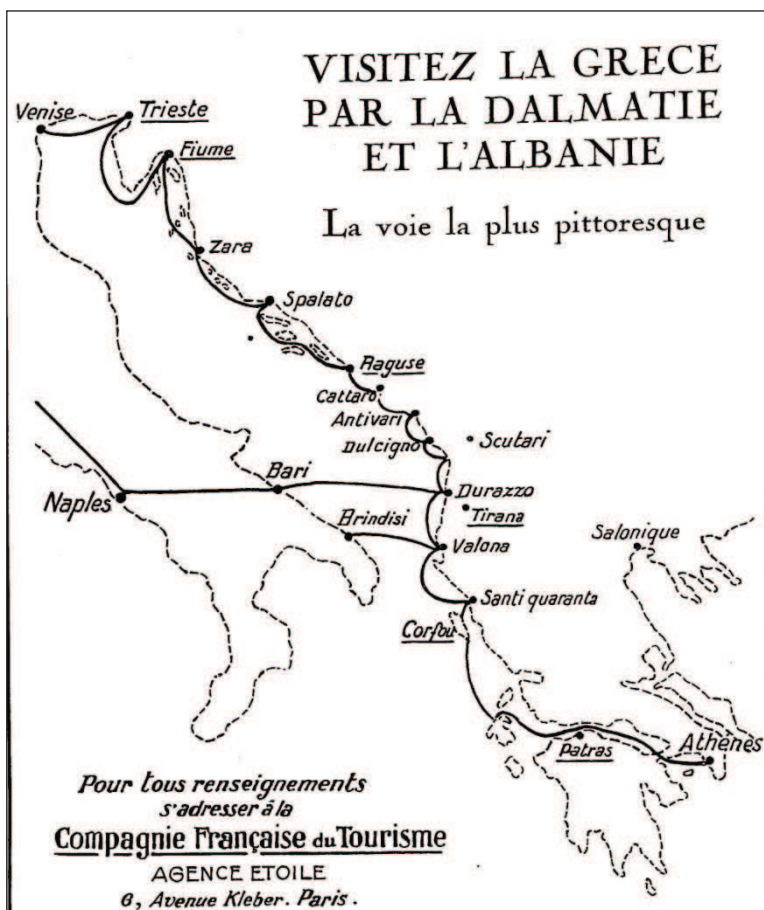 VISITEZ LA GRECE
PAR LA DALMATIE
ET L'ALBANIE
La voie la plus pittoresque
Venise
Trieste
Fiume
Zara
Spalato
Raguse
Cattaro
Antivari
Dulcigno
Scutari
Bari
Naples
Durazzo
Tirana
Brindisi
Valona
Salonique
Santi quaranta
Corfou
Patras
Athènes
Pour tous renseignements
s'adresser à la
Compagnie Française du Tourisme
AGENCE ETOILE
6, Avenue Kleber. Paris.